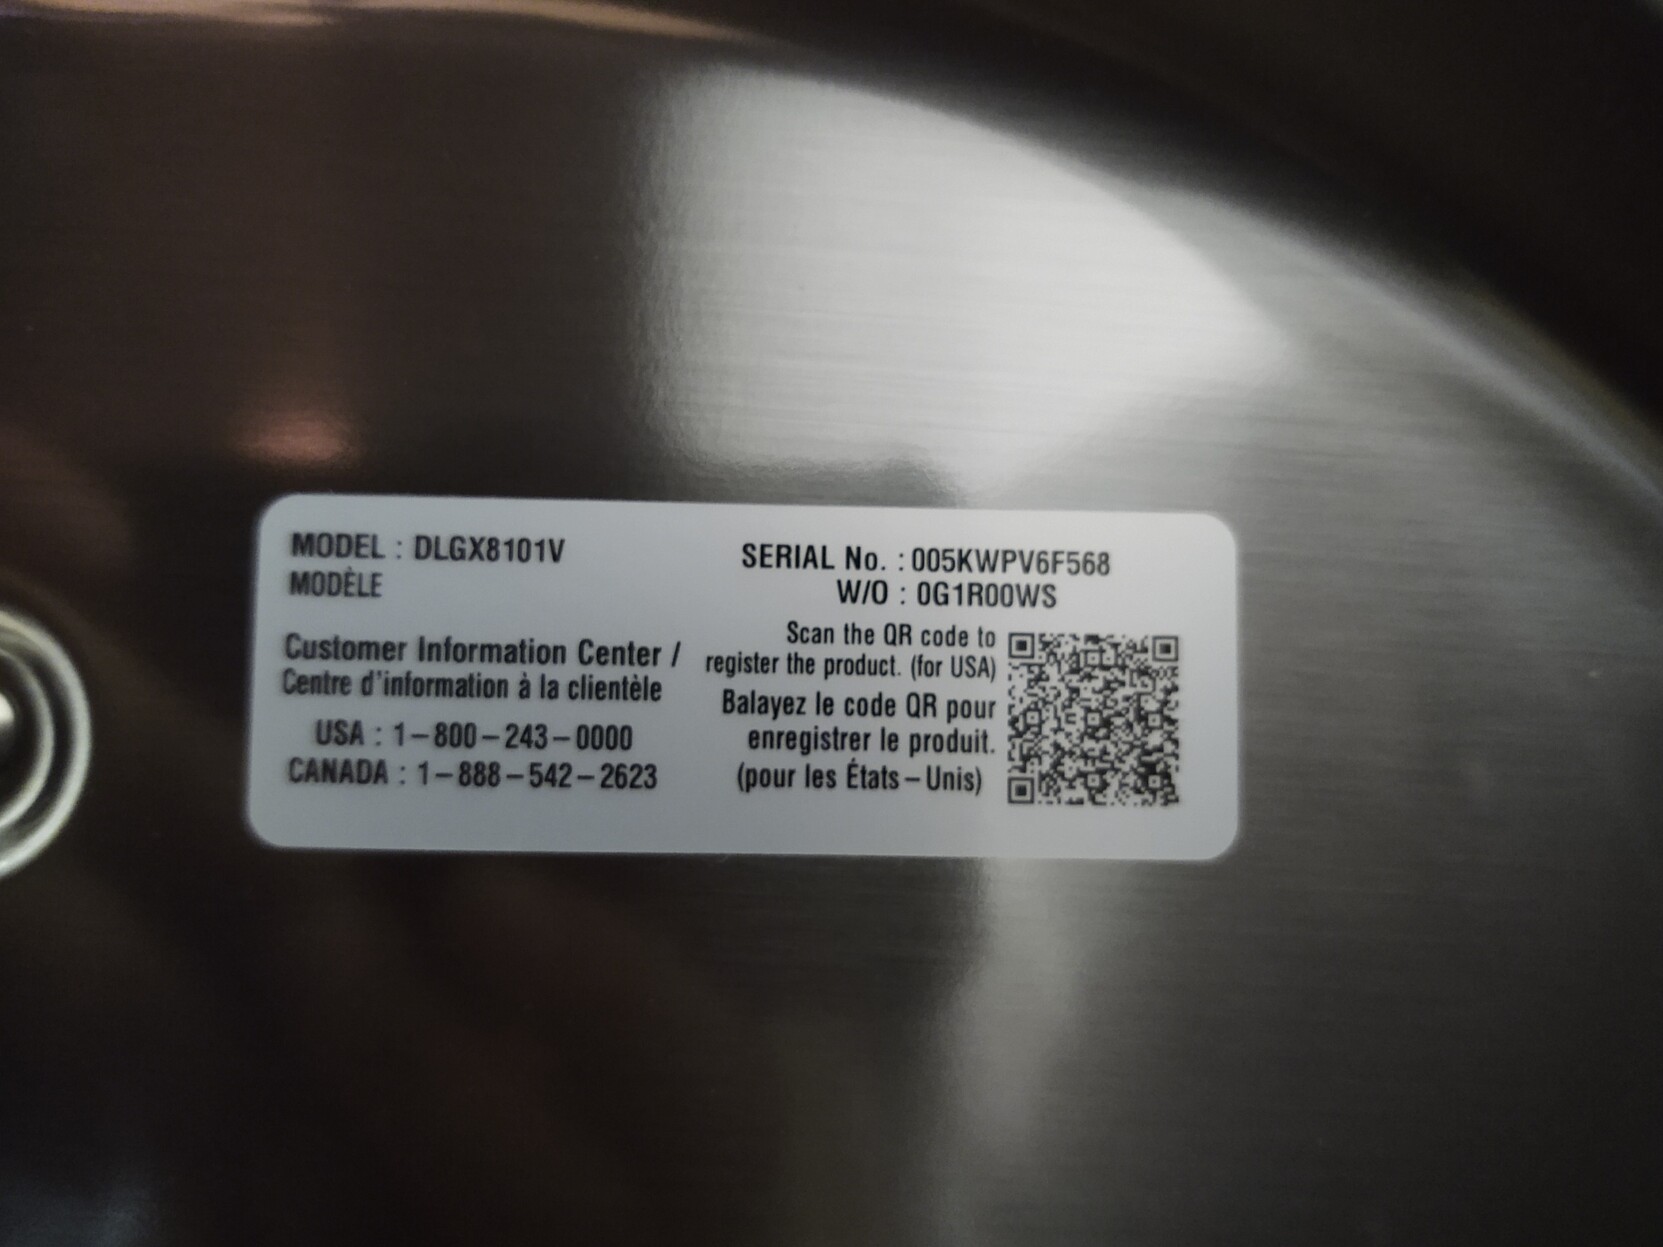 MODEL : DLGX8101V
MODÈLE
SERIAL No. : 005KWPV6F568
W/O : 0G1R00WS
Customer Information Center /
Centre d'information à la clientèle
USA : 1-800-243-0000
CANADA : 1-888-542-2623
Scan the QR code to
register the product. (for USA)
Balayez le code QR pour
enregistrer le produit.
(pour les États-Unis)